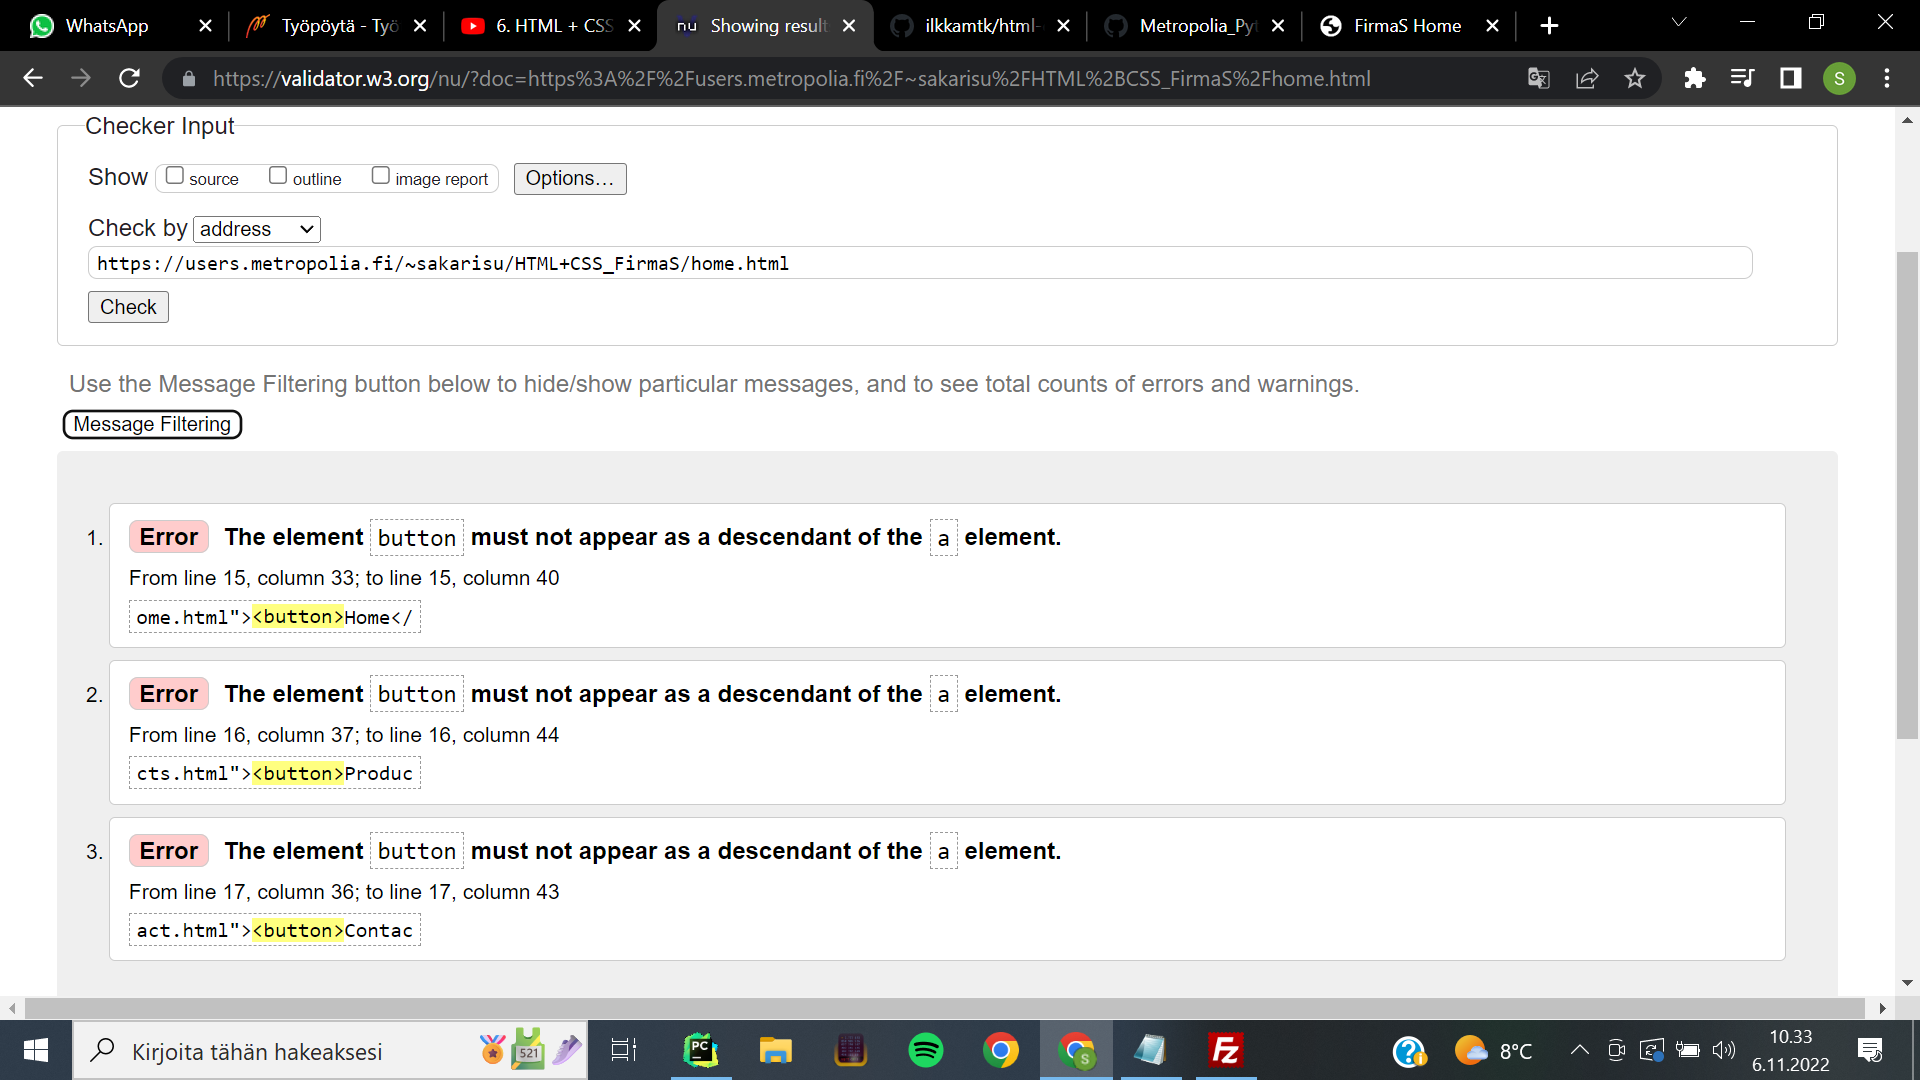 WhatsApp
Työpöytä - Työ
6. HTML + CSS
nu Showing result
ilkkamtk/html-
Metropolia_Pyt
FirmaS Home
https://validator.w3.org/nu/?doc=https%3A%2F%2Fusers.metropolia.fi%2F~sakarisu%2FHTML%2BCSS_FirmaS%2Fhome.html
S
Checker Input
Show source outline image report Options...
Check by address
https://users.metropolia.fi/~sakarisu/HTML+CSS_FirmaS/home.html
Check
Use the Message Filtering button below to hide/show particular messages, and to see total counts of errors and warnings.
Message Filtering
1. Error The element button must not appear as a descendant of the a element.
From line 15, column 33; to line 15, column 40
ome.html"><button>Home</
2. Error The element button must not appear as a descendant of the a element.
From line 16, column 37; to line 16, column 44
cts.html"><button>Produc
3. Error The element button must not appear as a descendant of the a element.
From line 17, column 36; to line 17, column 43
act.html"><button>Contac
Kirjoita tähän hakeaksesi
521
PC
S
FZ
8°C
10.33
6.11.2022